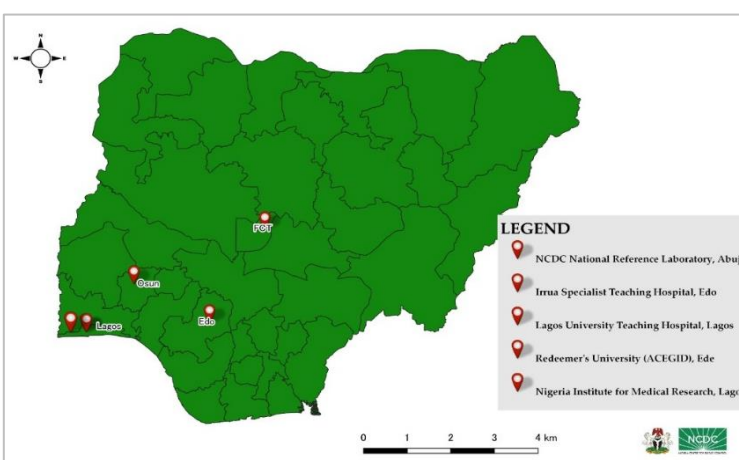 N
W E
S
FCT
Osun
Edo
Lagos
LEGEND
NCDC National Reference Laboratory, Abuj
Irrua Specialist Teaching Hospital, Edo
Lagos University Teaching Hospital, Lagos
Redeemer's University (ACEGID), Ede
Nigeria Institute for Medical Research, Lago
0 1 2 3 4 km
NCDC